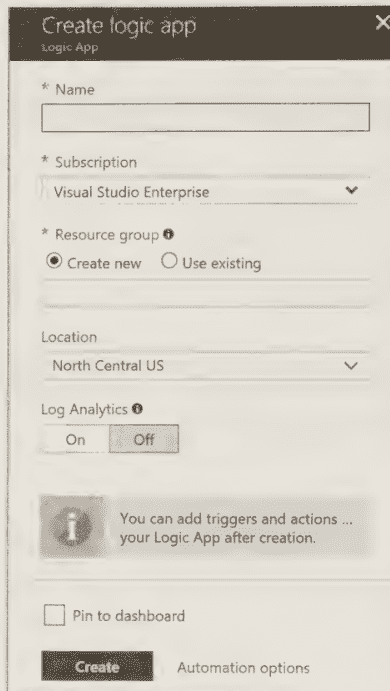 Create logic app
Logic App
* Name
* Subscription
Visual Studio Enterprise
* Resource group
Create new Use existing
Location
North Central US
Log Analytics
On Off
You can add triggers and actions ...
your Logic App after creation.
Pin to dashboard
Create Automation options